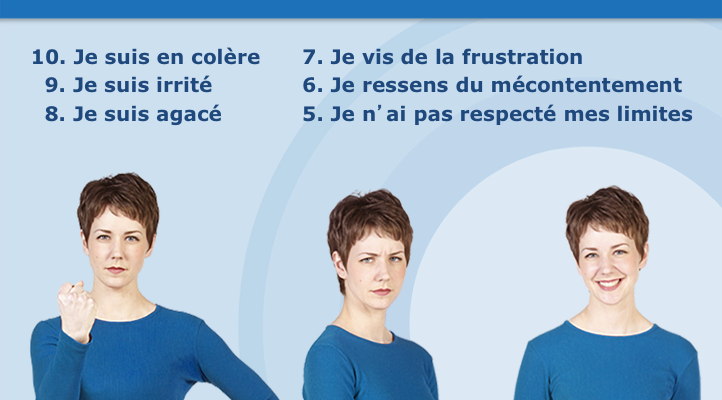 10. Je suis en colère
9. Je suis irrité
8. Je suis agacé
7. Je vis de la frustration
6. Je ressens du mécontentement
5. Je n’ai pas respecté mes limites